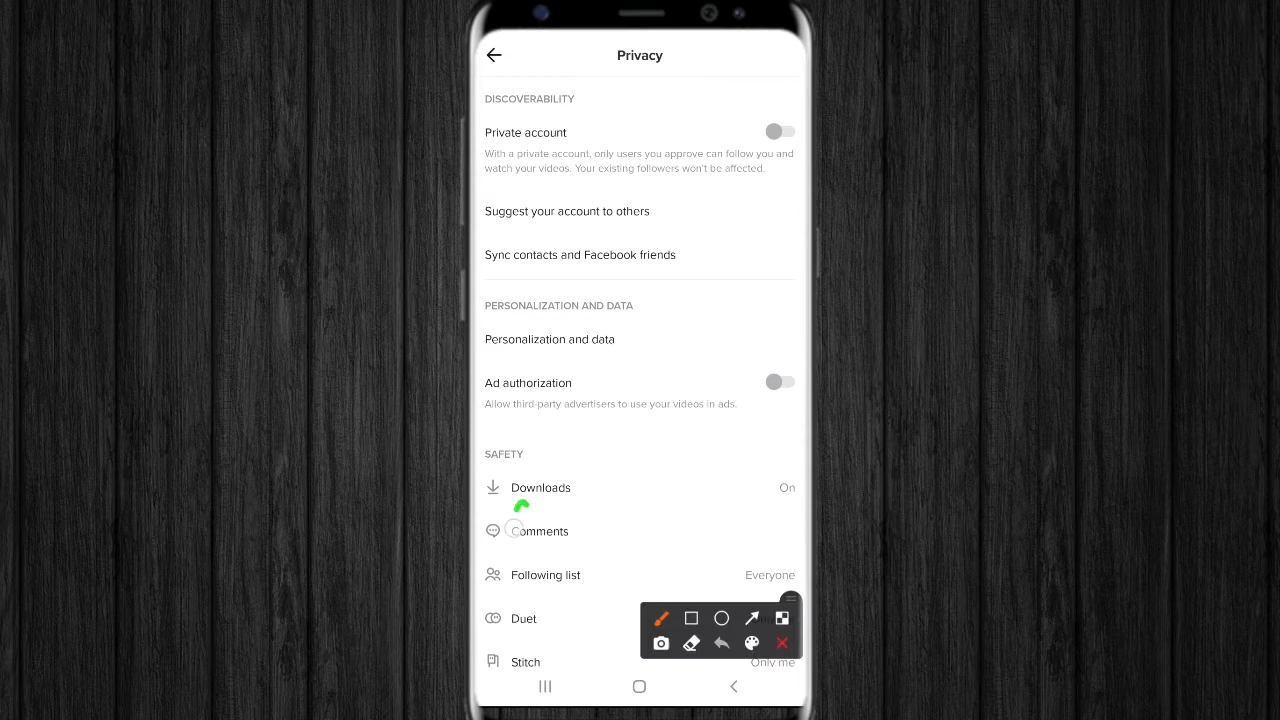 Privacy
DISCOVERABILITY
Private account
With a private account, only users you approve can follow you and
watch your videos. Your existing followers won't be affected.
Suggest your account to others
Sync contacts and Facebook friends
PERSONALIZATION AND DATA
Personalization and data
Ad authorization
Allow third-party advertisers to use your videos in ads.
SAFETY
Downloads On
Comments
Following list Everyone
Duet
Stitch Only me